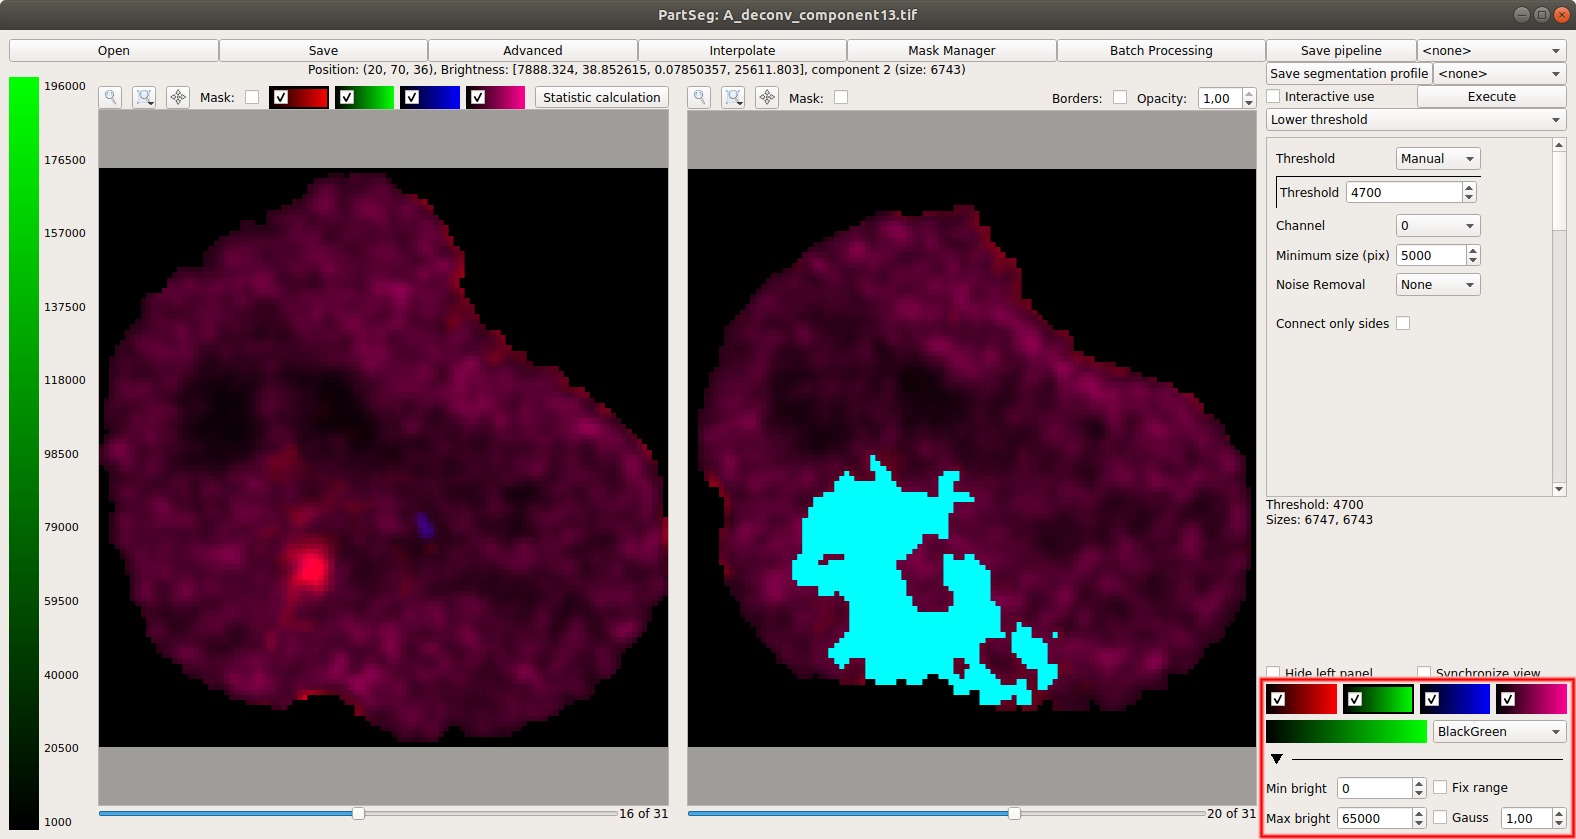 PartSeg: A_deconv_component13.tif
Open Save Advanced Interpolate Mask Manager Batch Processing Save pipeline <none>
Position: (20, 70, 36), Brightness: [7888.324, 38.852615, 0.07850357, 25611.803], component 2 (size: 6743)
Save segmentation profile <none>
Mask: Statistic calculation
Mask: Borders: Opacity: 1,00
Interactive use Execute
Lower threshold
Threshold Manual
Threshold 4700
Channel 0
Minimum size (pix) 5000
Noise Removal None
Connect only sides
Threshold: 4700
Sizes: 6747, 6743
196000
176500
157000
137500
118000
98500
79000
59500
40000
20500
1000
16 of 31
20 of 31
Hide left panel Synchronize view
BlackGreen
Min bright 0 Fix range
Max bright 65000 Gauss 1,00